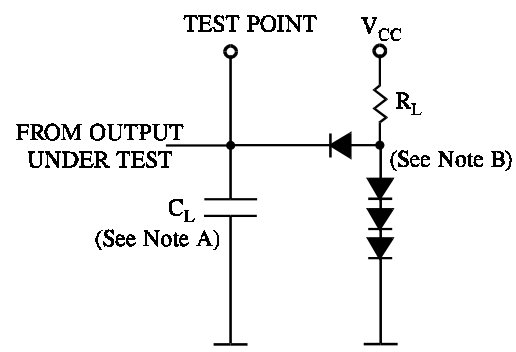 TEST POINT
VCC
RL
FROM OUTPUT
UNDER TEST
(See Note B)
CL
(See Note A)